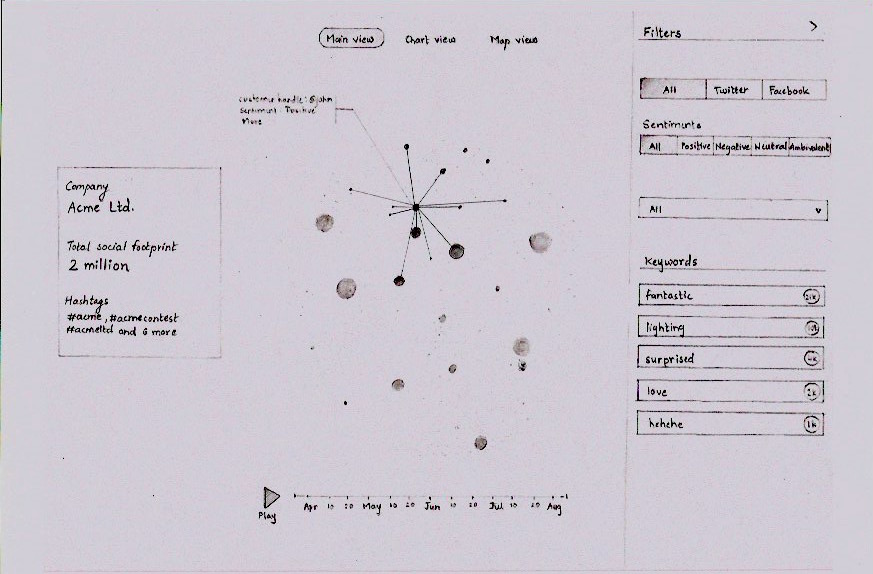 Main view
Chart view
Map view
Filters
All
Twitter
Facebook
Sentiments
All
Positive
Negative
Neutral
Ambivalent
All
Keywords
fantastic
lighting
surprised
love
2k
hehehe
1k
customer handle: @john
Sentiment: Positive
More
Company
Acme Ltd.
Total social footprint
2 million
Hashtags
#acme, #acmecontest
#acmeltd and 6 more
Play
Apr 10 20 May 10 20 Jun 10 20 Jul 10 20 Aug